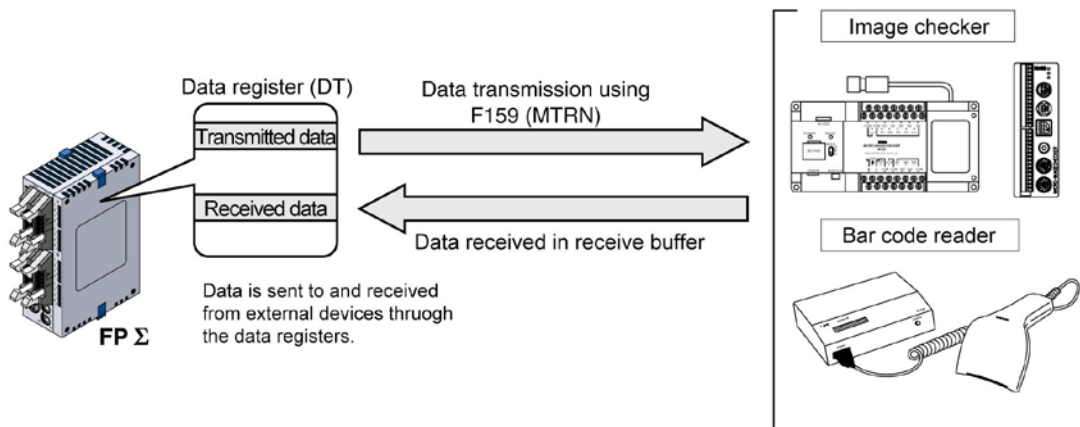 Image checker
Data register (DT)
Data transmission using
F159 (MTRN)
Transmitted data
Received data
Data received in receive buffer
Bar code reader
Data is sent to and received
from external devices thruogh
the data registers.
FP Σ